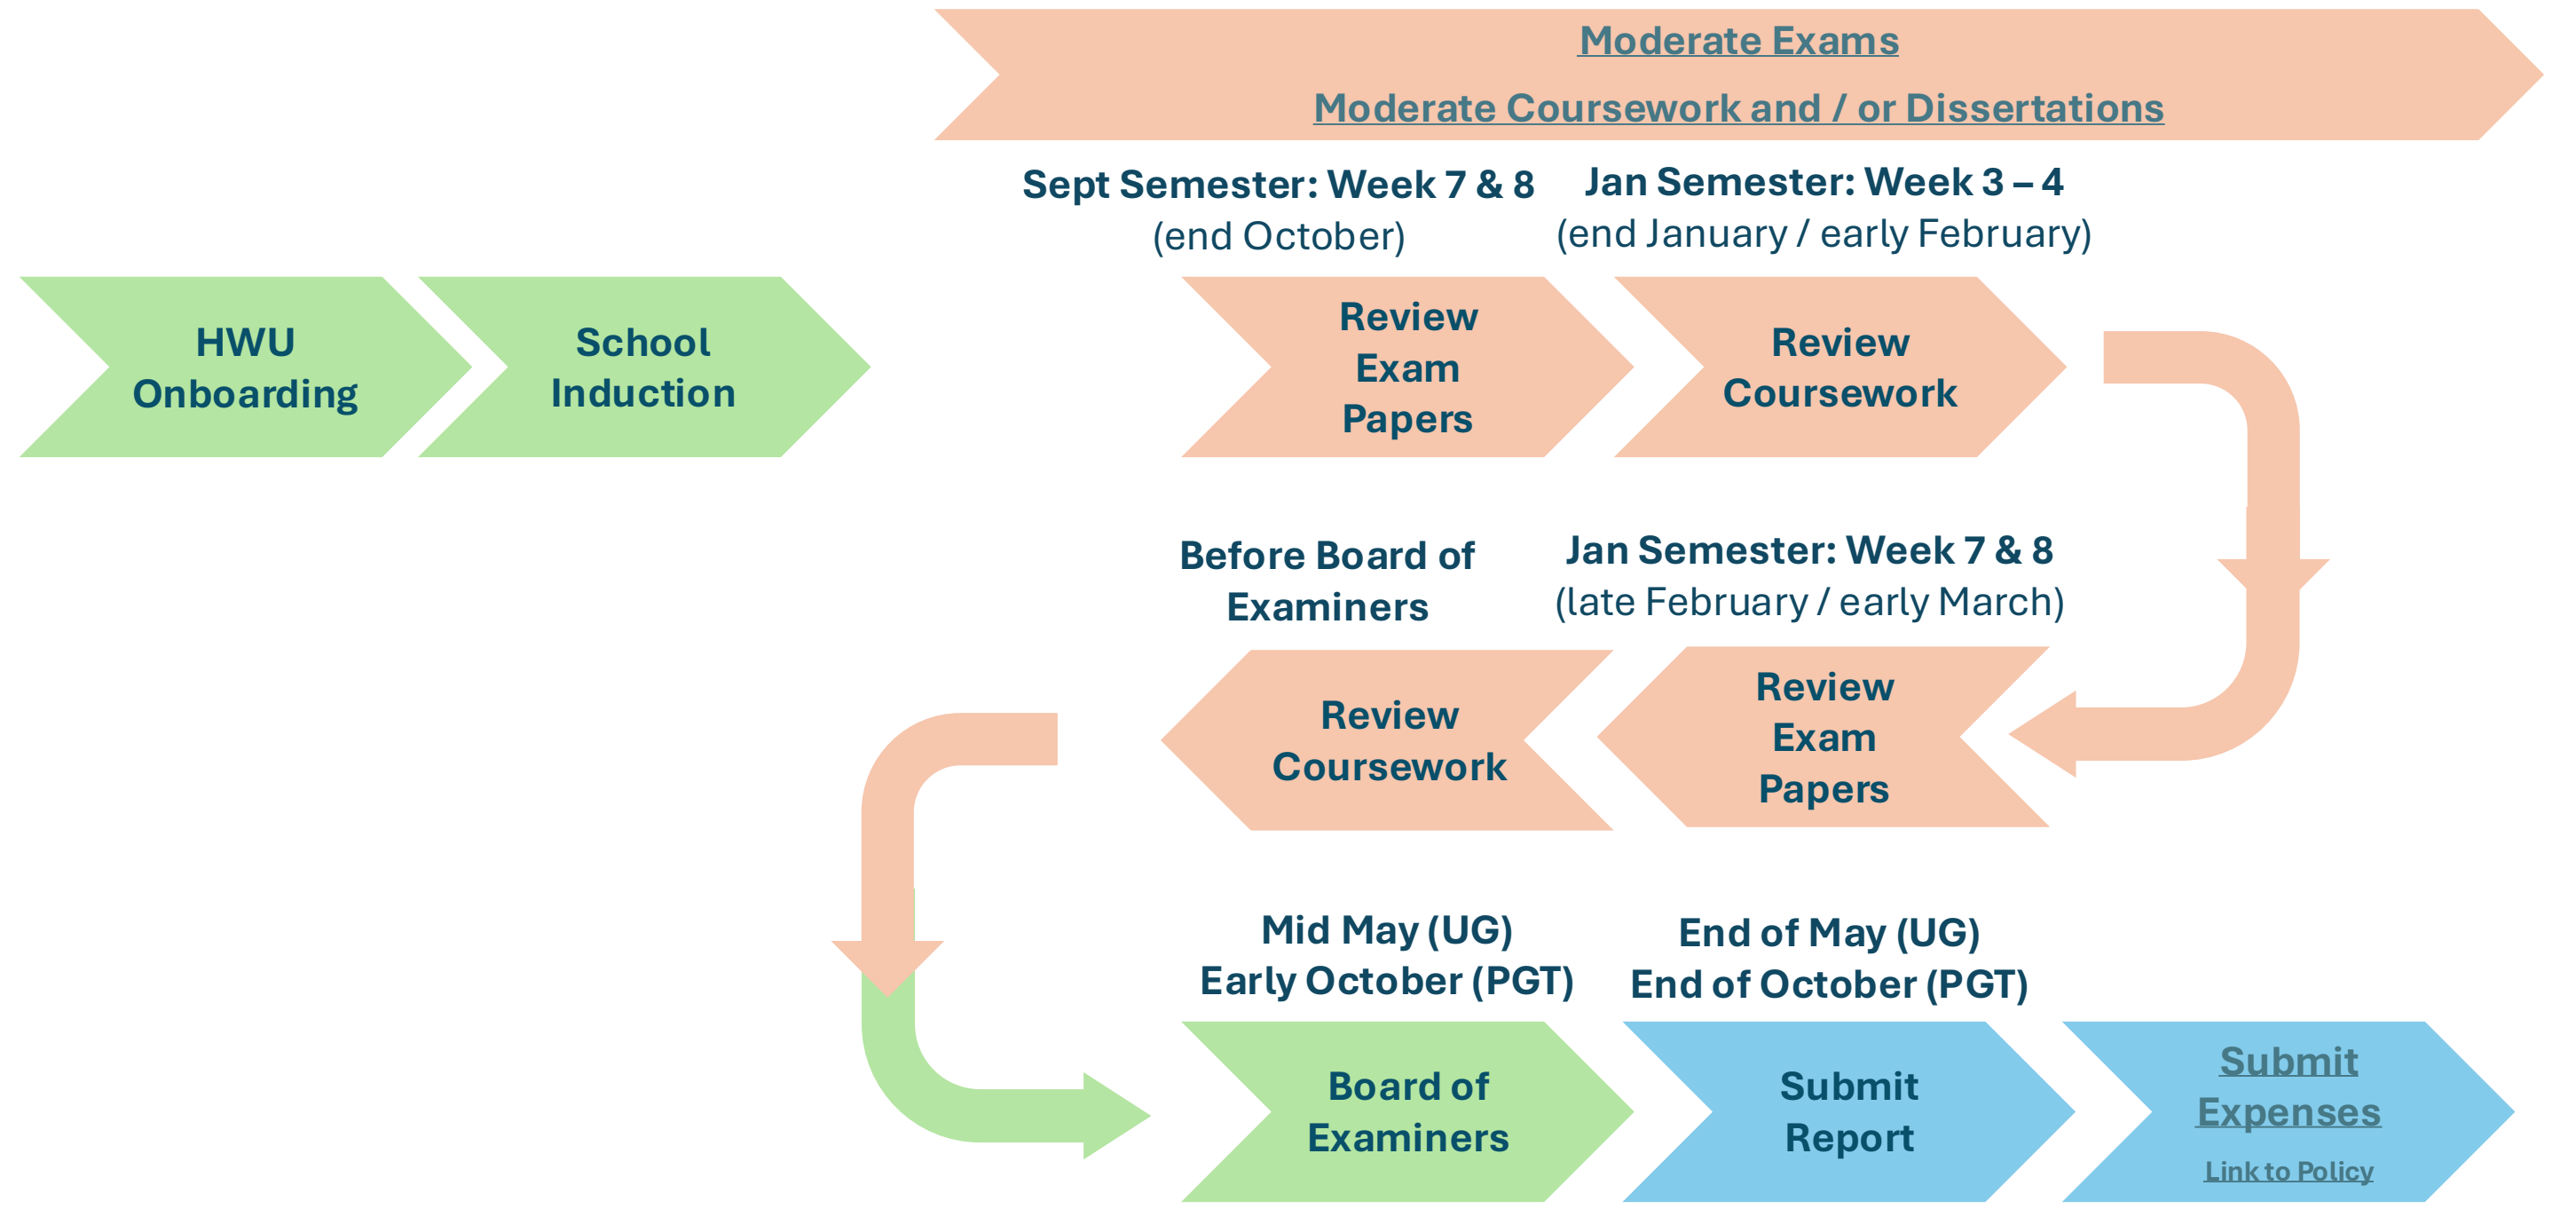 Moderate Exams
Moderate Coursework and / or Dissertations
Sept Semester: Week 7 & 8
(end October)
Jan Semester: Week 3 – 4
(end January / early February)
HWU
Onboarding
School
Induction
Review
Exam
Papers
Review
Coursework
Jan Semester: Week 7 & 8
(late February / early March)
Review
Exam
Papers
Before Board of
Examiners
Review
Coursework
Mid May (UG)
Early October (PGT)
Board of
Examiners
End of May (UG)
End of October (PGT)
Submit
Report
Submit
Expenses
Link to Policy